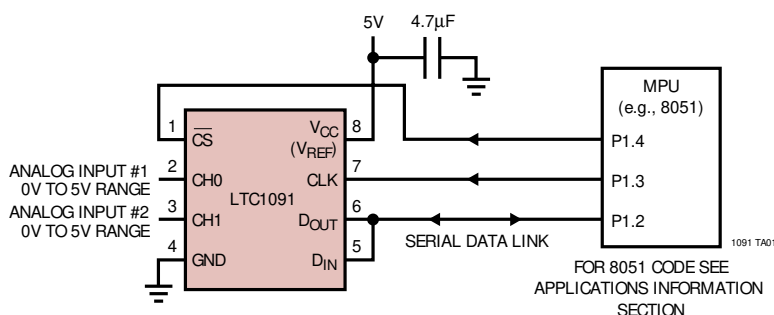 5V
4.7µF
MPU
(e.g., 8051)
P1.4
P1.3
P1.2
1
2
3
4
CS
CH0
CH1
GND
LTC1091
VCC
(VREF)
CLK
DOUT
DIN
8
7
6
5
ANALOG INPUT #1
0V TO 5V RANGE
ANALOG INPUT #2
0V TO 5V RANGE
SERIAL DATA LINK
1091 TA01
FOR 8051 CODE SEE
APPLICATIONS INFORMATION
SECTION